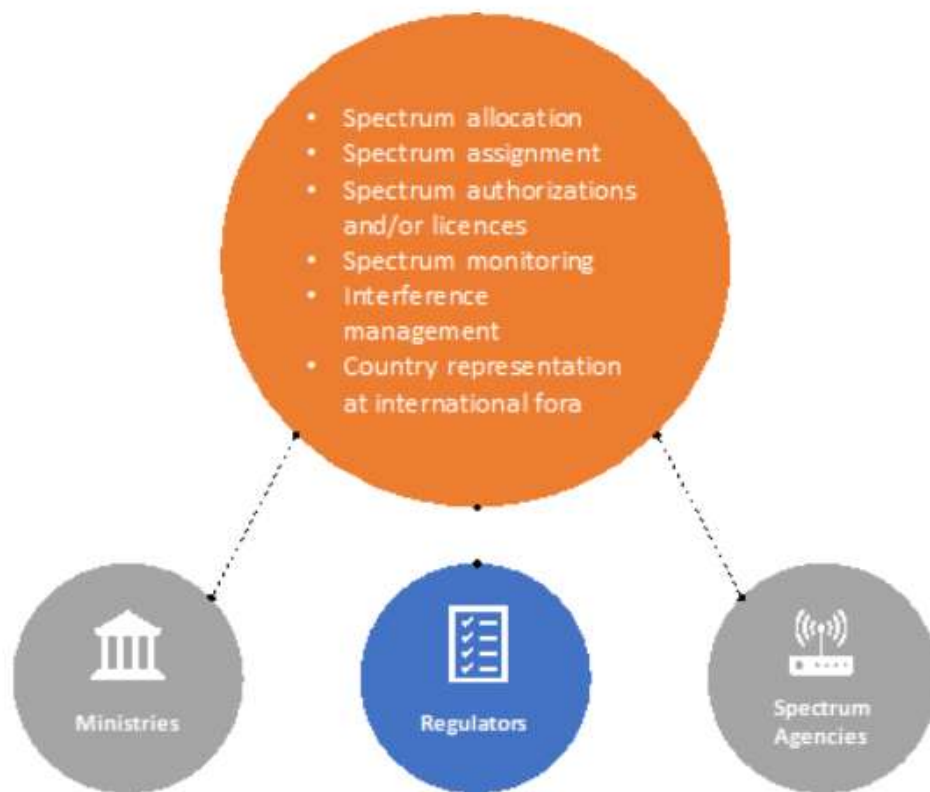 • Spectrum allocation
• Spectrum assignment
• Spectrum authorizations
and/or licences
• Spectrum monitoring
• Interference
management
• Country representation
at international fora
Ministries
Regulators
Spectrum
Agencies